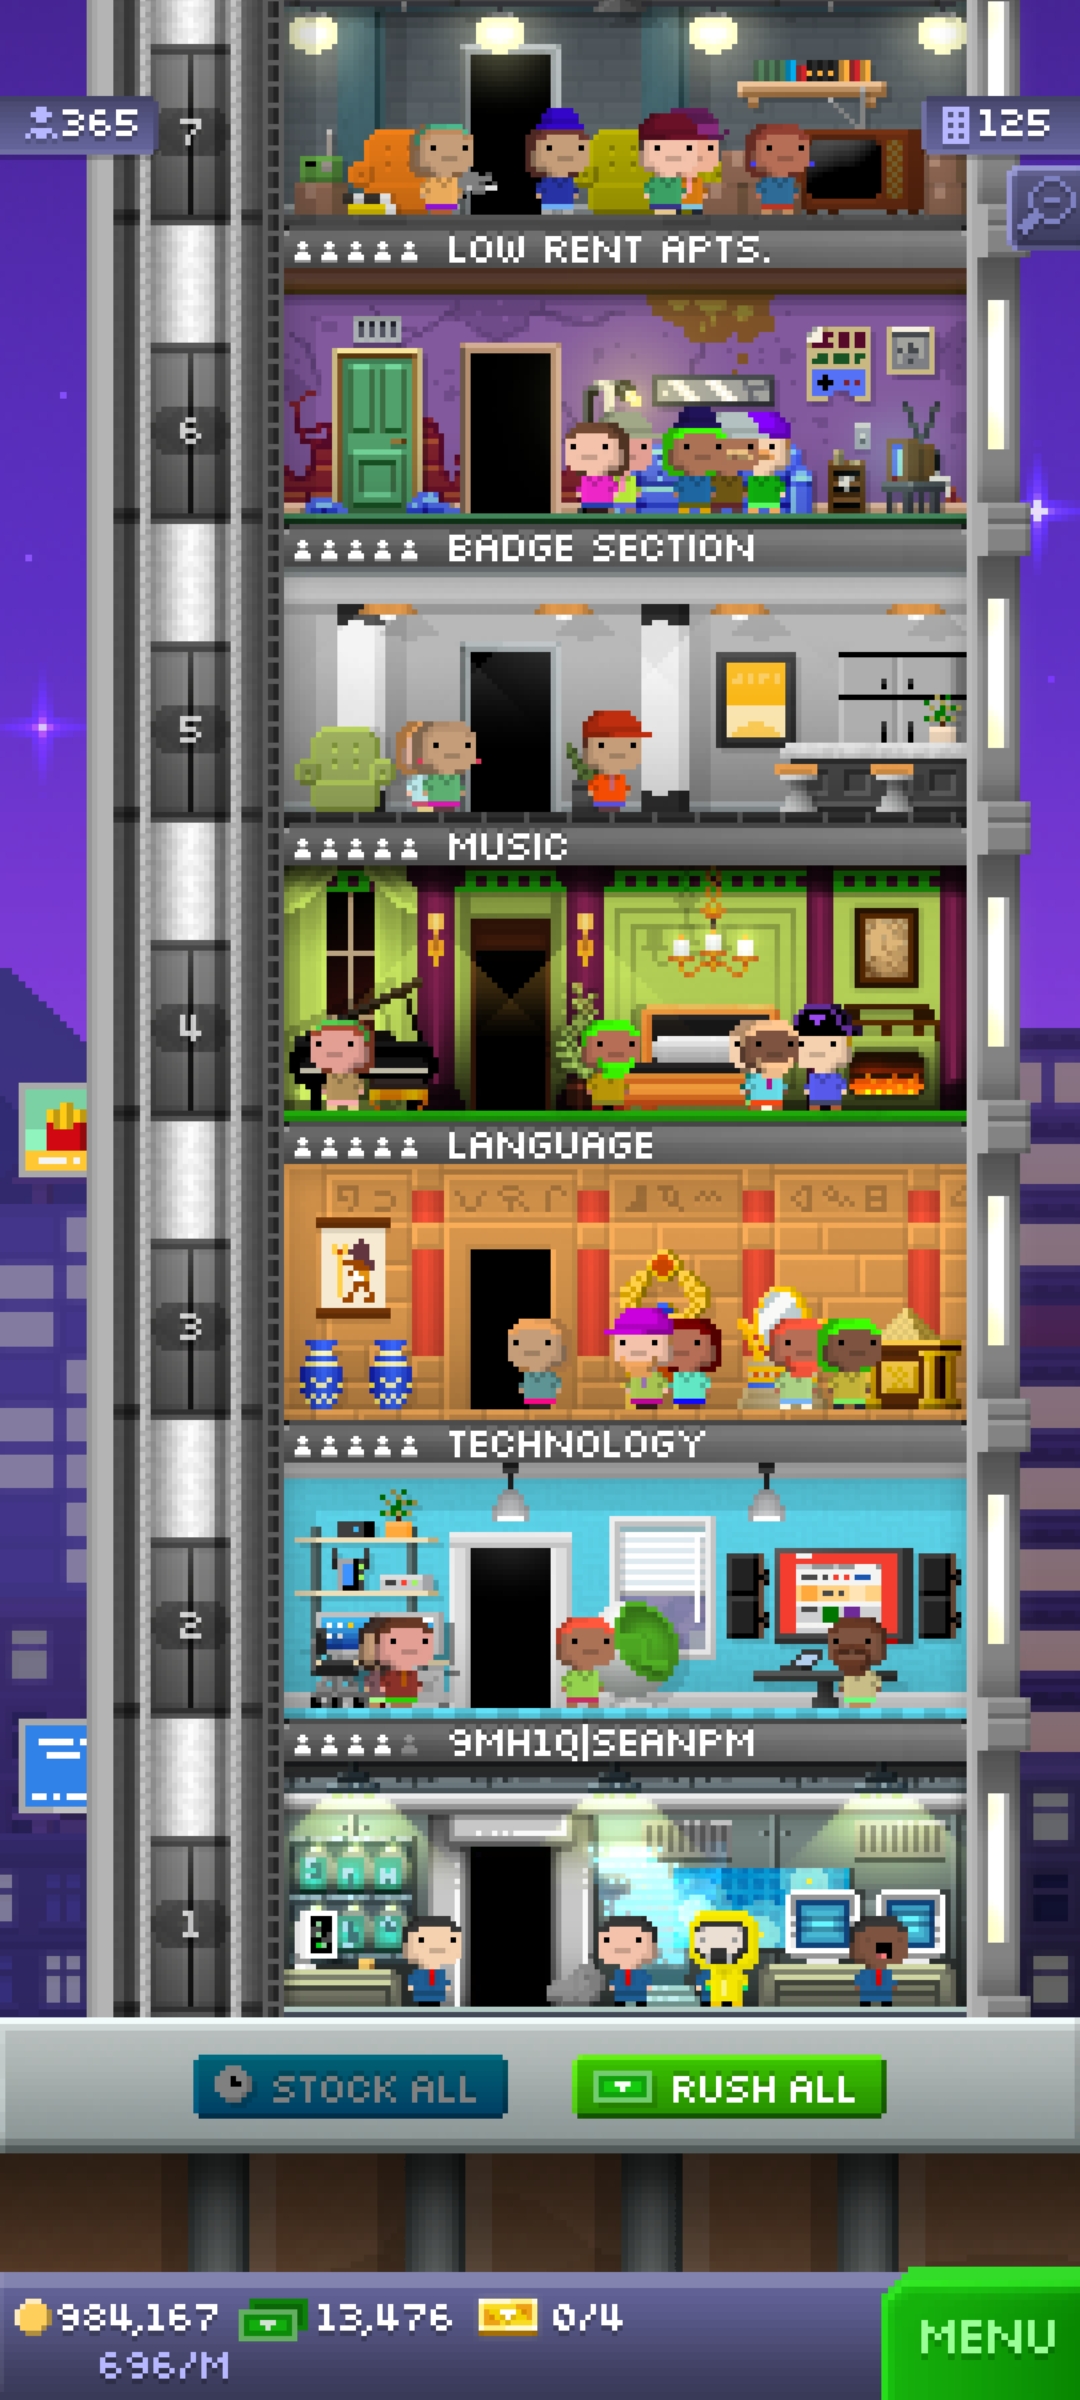 365
7
125
LOW RENT APTS.
6
BADGE SECTION
5
MUSIC
4
LANGUAGE
3
TECHNOLOGY
2
9MH1Q|SEANPM
1
STOCK ALL
RUSH ALL
984,167
13,476
0/4
696/M
MENU